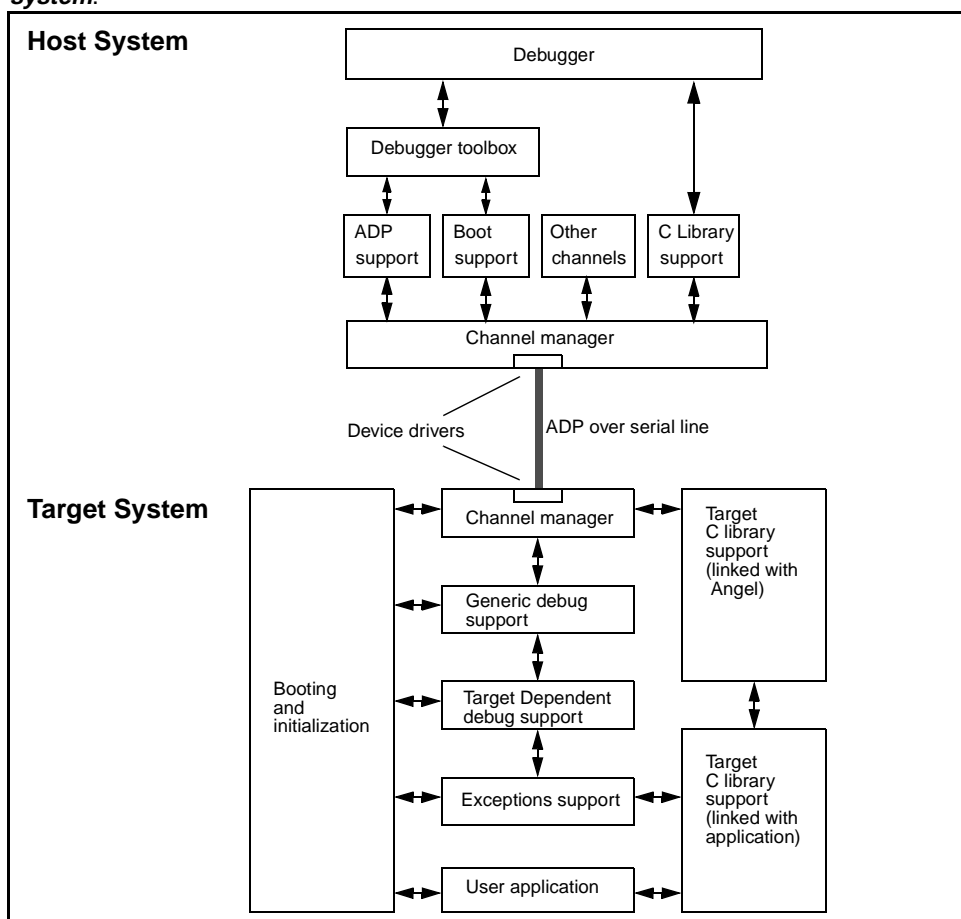 system.
Host System
Debugger
Debugger toolbox
ADP
support
Boot
support
Other
channels
C Library
support
Channel manager
Device drivers
ADP over serial line
Target System
Channel manager
Target
C library
support
(linked with
Angel)
Generic debug
support
Booting
and
initialization
Target Dependent
debug support
Target
C library
support
(linked with
application)
Exceptions support
User application